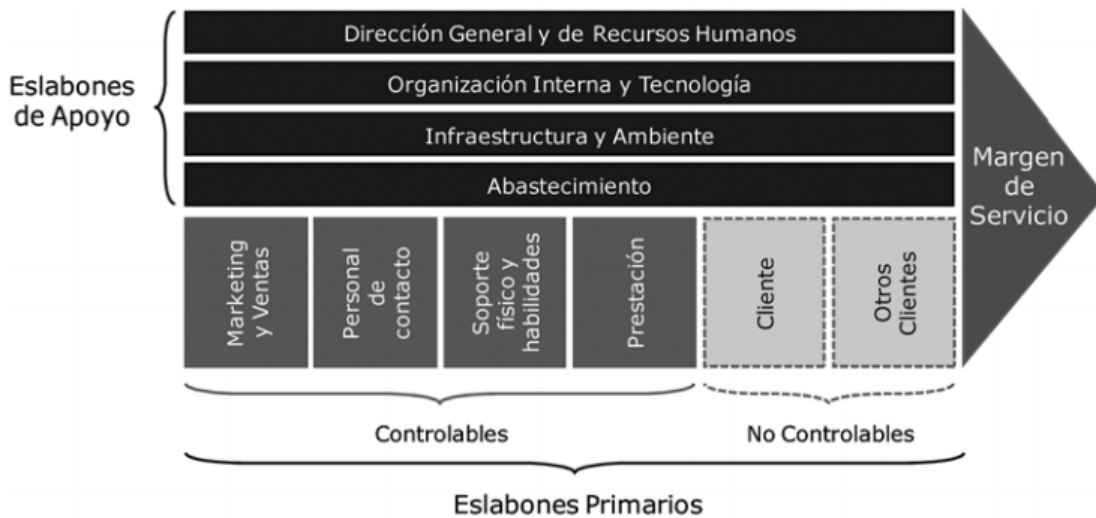 Eslabones
de Apoyo
Dirección General y de Recursos Humanos
Organización Interna y Tecnología
Infraestructura y Ambiente
Abastecimiento
Marketing
y Ventas
Personal
de
contacto
Soporte
físico y
habilidades
Prestación
Cliente
Otros
Clientes
Margen
de
Servicio
Controlables
No Controlables
Eslabones Primarios